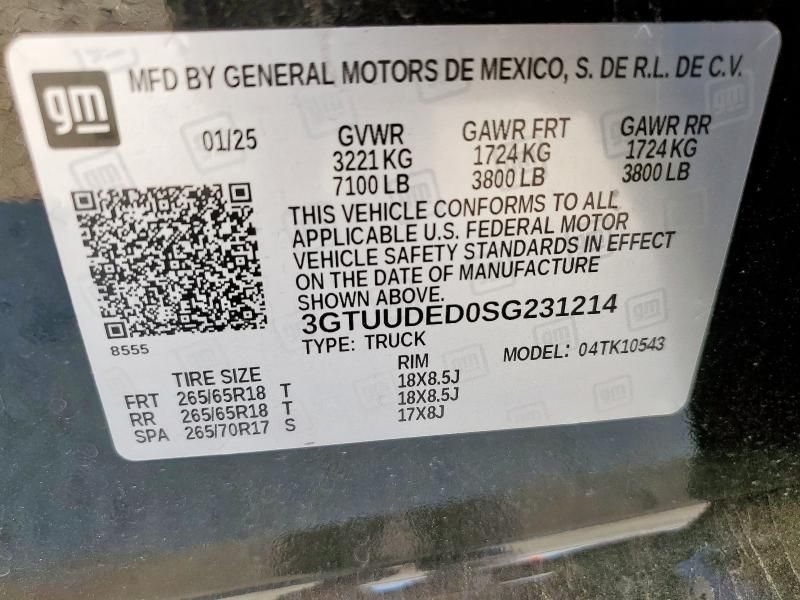 gm
MFD BY GENERAL MOTORS DE MEXICO, S. DE R.L. DE C.V.
01/25 GVWR GAWR FRT GAWR RR
3221 KG 1724 KG 1724 KG
7100 LB 3800 LB 3800 LB
THIS VEHICLE CONFORMS TO ALL
APPLICABLE U.S. FEDERAL MOTOR
VEHICLE SAFETY STANDARDS IN EFFECT
ON THE DATE OF MANUFACTURE
SHOWN ABOVE.
3GTUUDED0SG231214
8555
TYPE: TRUCK MODEL: 04TK10543
TIRE SIZE RIM
FRT 265/65R18 T 18X8.5J
RR 265/65R18 T 18X8.5J
SPA 265/70R17 S 17X8J